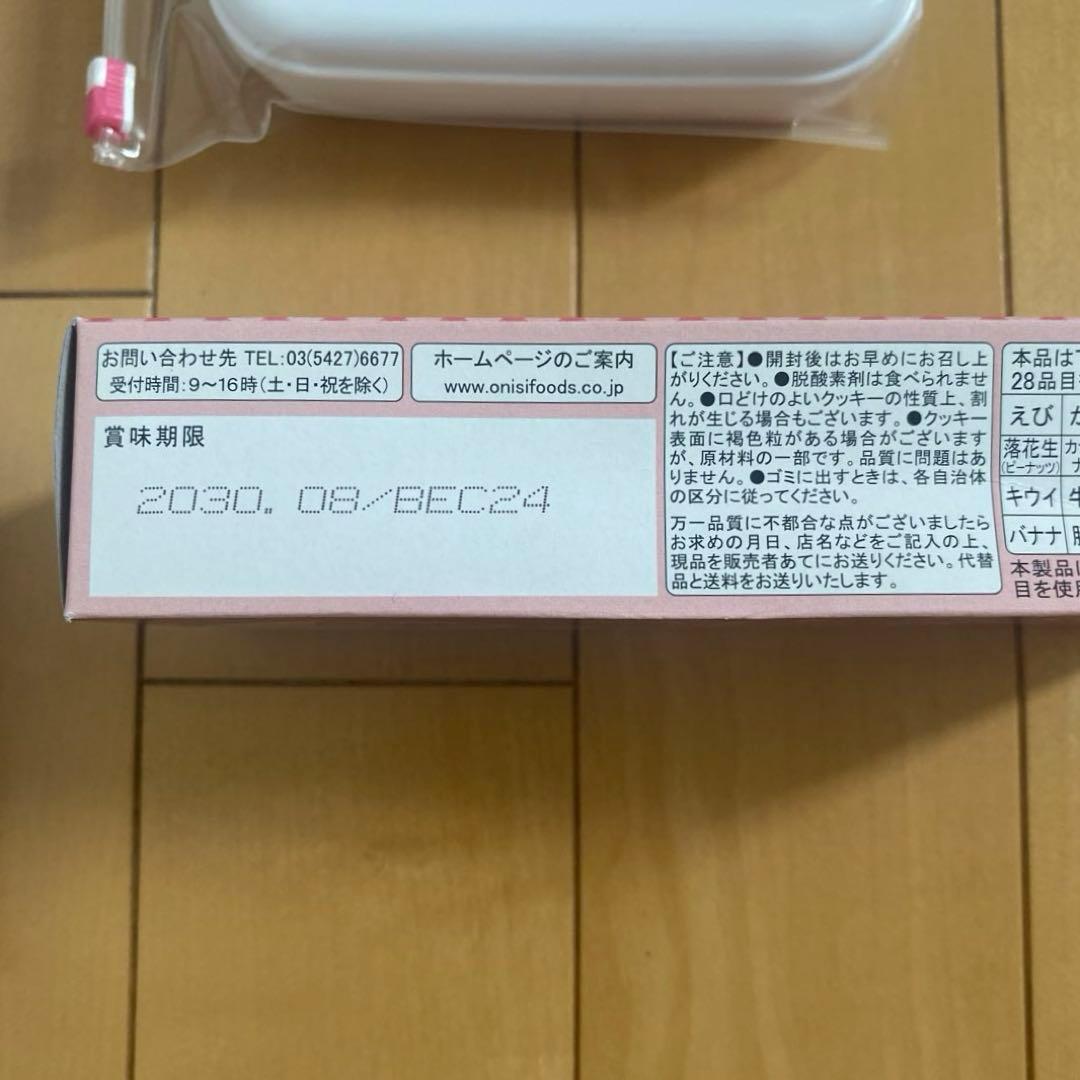 お問い合わせ先 TEL:03(5427)6677
受付時間:9～16時(土・日・祝を除く)
ホームページのご案内
www.onisifoods.co.jp
賞味期限
2030. 08/BEC24
【ご注意】●開封後はお早めにお召し上
がりください。●脱酸素剤は食べられませ
ん。●口どけのよいクッキーの性質上、割
れが生じる場合もございます。●クッキー
表面に褐色粒がある場合がございます
が、原材料の一部です。品質に問題はあ
りません。●ゴミに出すときは、各自治体
の区分に従ってください。
万一品質に不都合な点がございましたら
お求めの月日、店名などをご記入の上、
現品を販売者あてにお送りください。代替
品と送料をお送りいたします。
本品は
28品目
えび
落花生
(ピーナッツ)
キウイ
バナナ
本製品
目を使